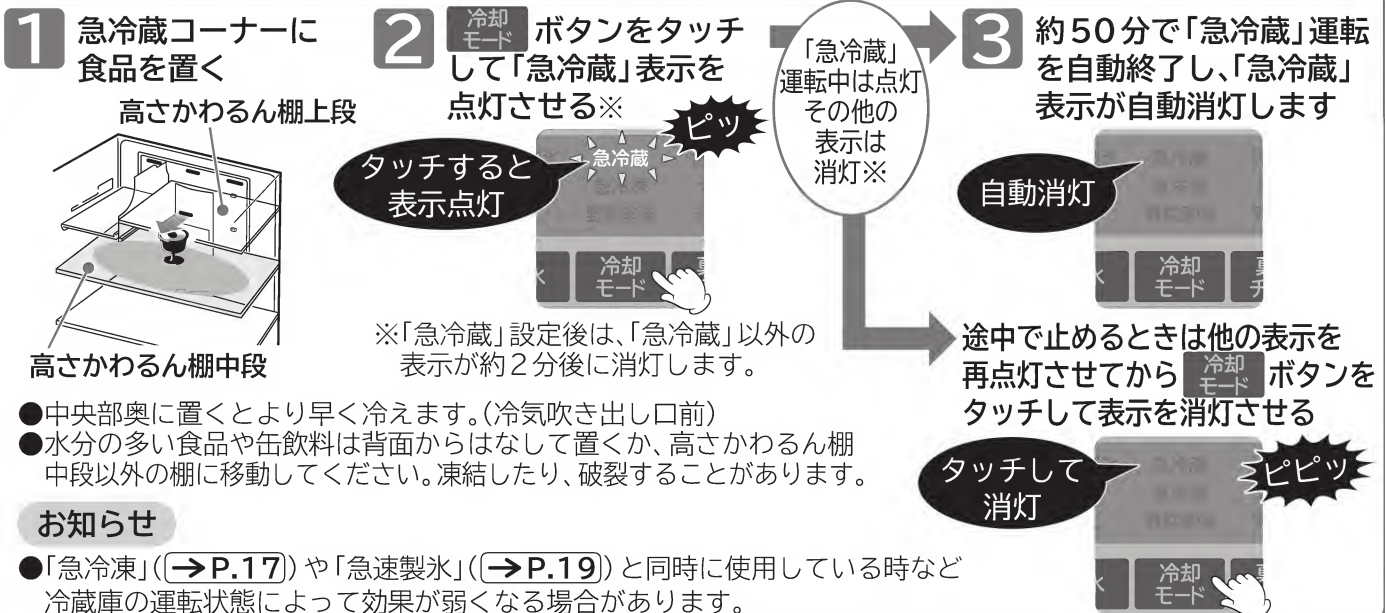 1 急冷蔵コーナーに
食品を置く
高さかわるん棚上段
高さかわるん棚中段
2 冷却モード ボタンをタッチ
して「急冷蔵」表示を
点灯させる※
ピッ
急冷蔵
タッチすると
表示点灯
冷却
モード
※「急冷蔵」設定後は、「急冷蔵」以外の
表示が約2分後に消灯します。
「急冷蔵」
運転中は点灯
その他の
表示は
消灯※
3 約50分で「急冷蔵」運転
を自動終了し、「急冷蔵」
表示が自動消灯します
自動消灯
冷却
モード
途中で止めるときは他の表示を
再点灯させてから 冷却モード ボタンを
タッチして表示を消灯させる
タッチして
消灯
ピピッ
冷却
モード
●中央部奥に置くとより早く冷えます。(冷気吹き出し口前)
●水分の多い食品や缶飲料は背面からはなして置くか、高さかわるん棚
中段以外の棚に移動してください。凍結したり、破裂することがあります。
お知らせ
●「急冷凍」(→P.17)や「急速製氷」(→P.19)と同時に使用している時など
冷蔵庫の運転状態によって効果が弱くなる場合があります。